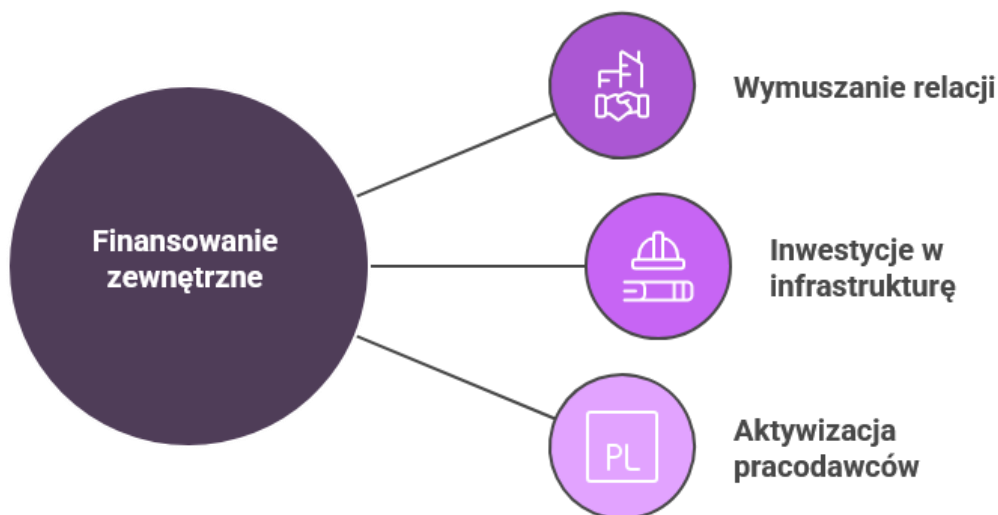 Finansowanie
zewnętrzne
Wymuszanie relacji
Inwestycje w
infrastrukturę
PL
Aktywizacja
pracodawców